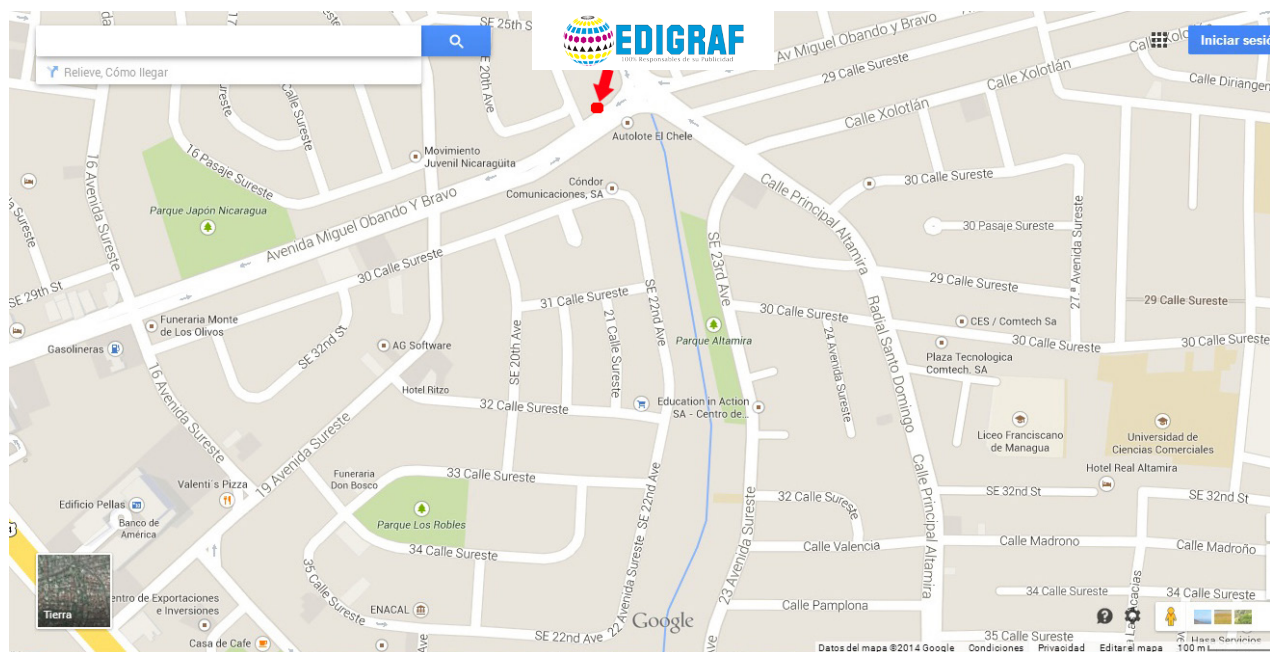 SE 25th S
EDIGRAF
100% Responsables de su Publicidad
Av Miguel Obando y Bravo
Iniciar sesió
Relieve, Cómo llegar
SE 20th Ave
Calle Sureste
29 Calle Sureste
Calle Xolotlán
Calle Diriangen
Calle Xolotlán
Autolote El Chele
Movimiento
Juvenil Nicaragüita
16 Pasaje Sureste
16 Avenida Sureste
Cóndor
Comunicaciones, SA
Calle Principal Altamira
30 Calle Sureste
Parque Japón Nicaragua
Avenida Miguel Obando Y Bravo
30 Pasaje Sureste
27.ª Avenida Sureste
SE 23rd Ave
30 Calle Sureste
SE 29th St
29 Calle Sureste
29 Calle Sureste
31 Calle Sureste
SE 22nd Ave
21 Calle Sureste
30 Calle Sureste
Funeraria Monte
de Los Olivos
CES / Comtech Sa
Gasolineras
SE 32nd St
AG Software
SE 20th Ave
Parque Altamira
24 Avenida Sureste
Radial Santo Domingo
30 Calle Sureste
30 Calle Sureste
Plaza Tecnologica
Comtech. SA
16 Avenida Sureste
Hotel Ritzo
32 Calle Sureste
Education in Action
SA - Centro de...
Liceo Franciscano
de Managua
Universidad de
Ciencias Comerciales
19 Avenida Sureste
Calle Principal Altamira
Hotel Real Altamira
Funeraria
Don Bosco
33 Calle Sureste
SE 22nd Ave
SE 22nd Ave
Valenti´s Pizza
Edificio Pellas
Banco de
América
Parque Los Robles
23 Avenida Sureste
32 Calle Sureste
SE 32nd St
SE 32nd St
34 Calle Sureste
Calle Valencia
Calle Madrono
Calle Madroño
35 Calle Sureste
Tierra
entro de Exportaciones
e Inversiones
ENACAL
22 Avenida Sureste
Google
Calle Pamplona
34 Calle Sureste
34 Calle Sureste
Casa de Cafe
SE 22nd Ave
35 Calle Sureste
Hasa Servicios
Datos del mapa ©2014 Google Condiciones Privacidad Editar el mapa 100 m